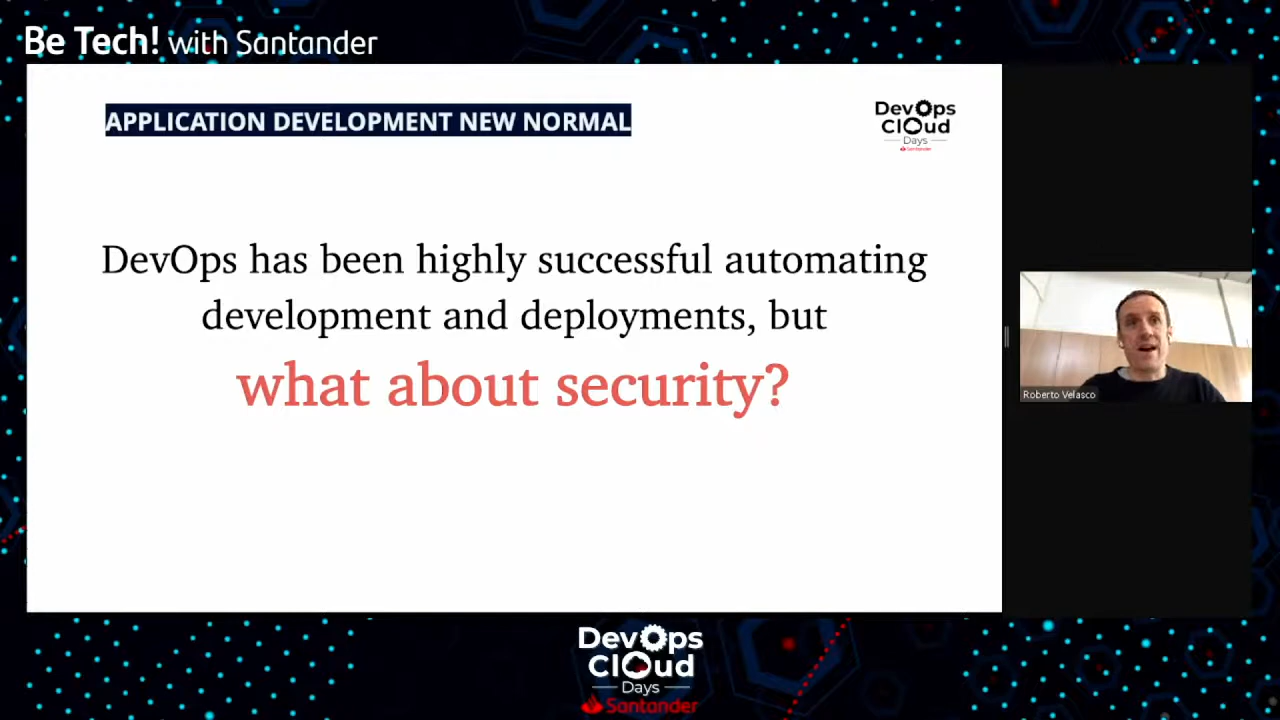 Be Tech! with Santander
APPLICATION DEVELOPMENT NEW NORMAL
DevOps
Cloud
Days
Santander
DevOps has been highly successful automating
development and deployments, but
what about security?
Roberto Velasco
DevOps
Cloud
Days
Santander